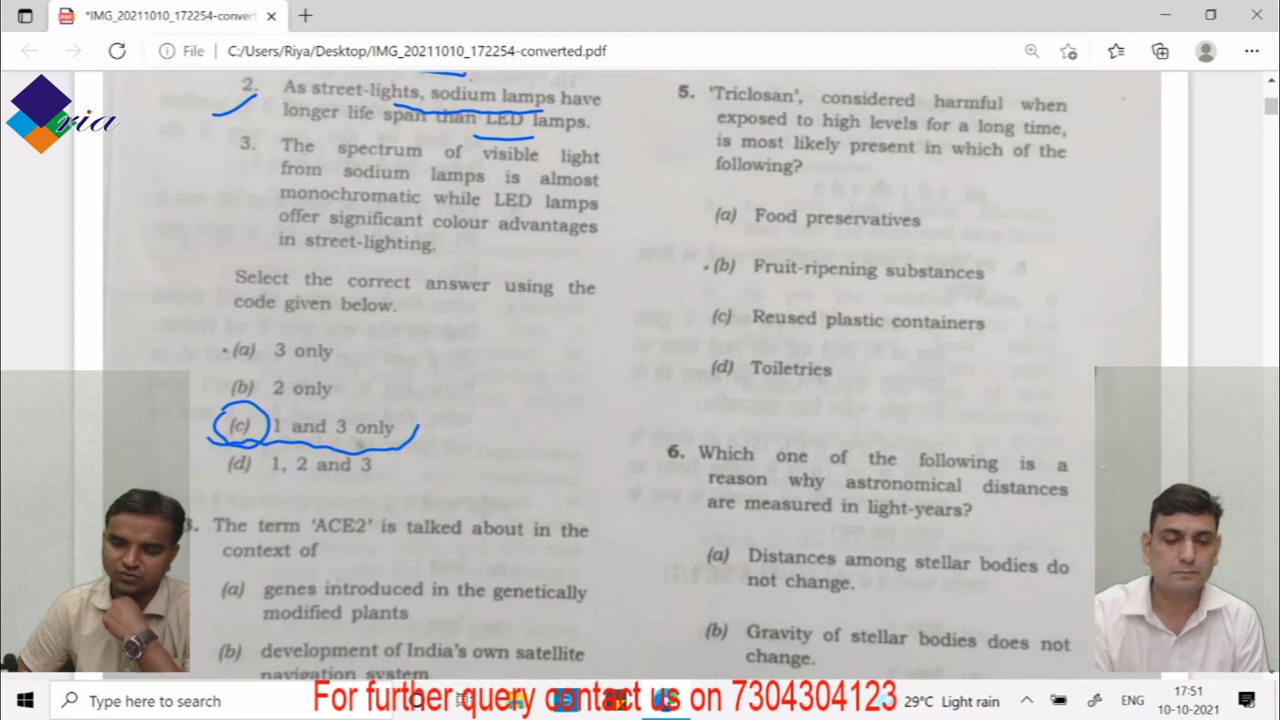 *IMG_20211010_172254-convert
File
C:/Users/Riya/Desktop/IMG_20211010_172254-converted.pdf
ria
2. As street-lights, sodium lamps have
longer life span than LED lamps.
3. The spectrum of visible light
from sodium lamps is almost
monochromatic while LED lamps
offer significant colour advantages
in street-lighting.
Select the correct answer using the
code given below.
(a) 3 only
(b) 2 only
(c) 1 and 3 only
(d) 1, 2 and 3
The term 'ACE2' is talked about in the
context of
(a) genes introduced in the genetically
modified plants
(b) development of India's own satellite
navigation system
5. 'Triclosan', considered harmful when
exposed to high levels for a long time,
is most likely present in which of the
following?
(a) Food preservatives
(b) Fruit-ripening substances
(c) Reused plastic containers
(d) Toiletries
6. Which one of the following is a
reason why astronomical distances
are measured in light-years?
(a) Distances among stellar bodies do
not change.
(b) Gravity of stellar bodies does not
change.
For further query contact us on 7304304123
Type here to search
29°C Light rain
ENG
17:51
10-10-2021